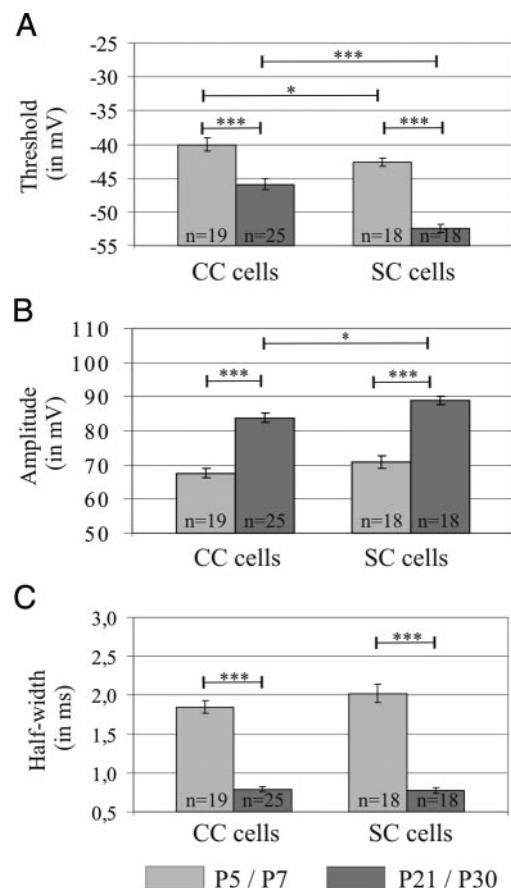 A
Threshold
(in mV)
-25
-30
-35
-40
-45
-50
-55
***
*
*** ***
n=19 n=25 n=18 n=18
CC cells SC cells
B
Amplitude
(in mV)
110
100
90
80
70
60
50
*
*** ***
n=19 n=25 n=18 n=18
CC cells SC cells
C
Half-width
(in ms)
3,0
2,5
2,0
1,5
1,0
0,5
*** ***
n=19 n=25 n=18 n=18
CC cells SC cells
P5 / P7 P21 / P30